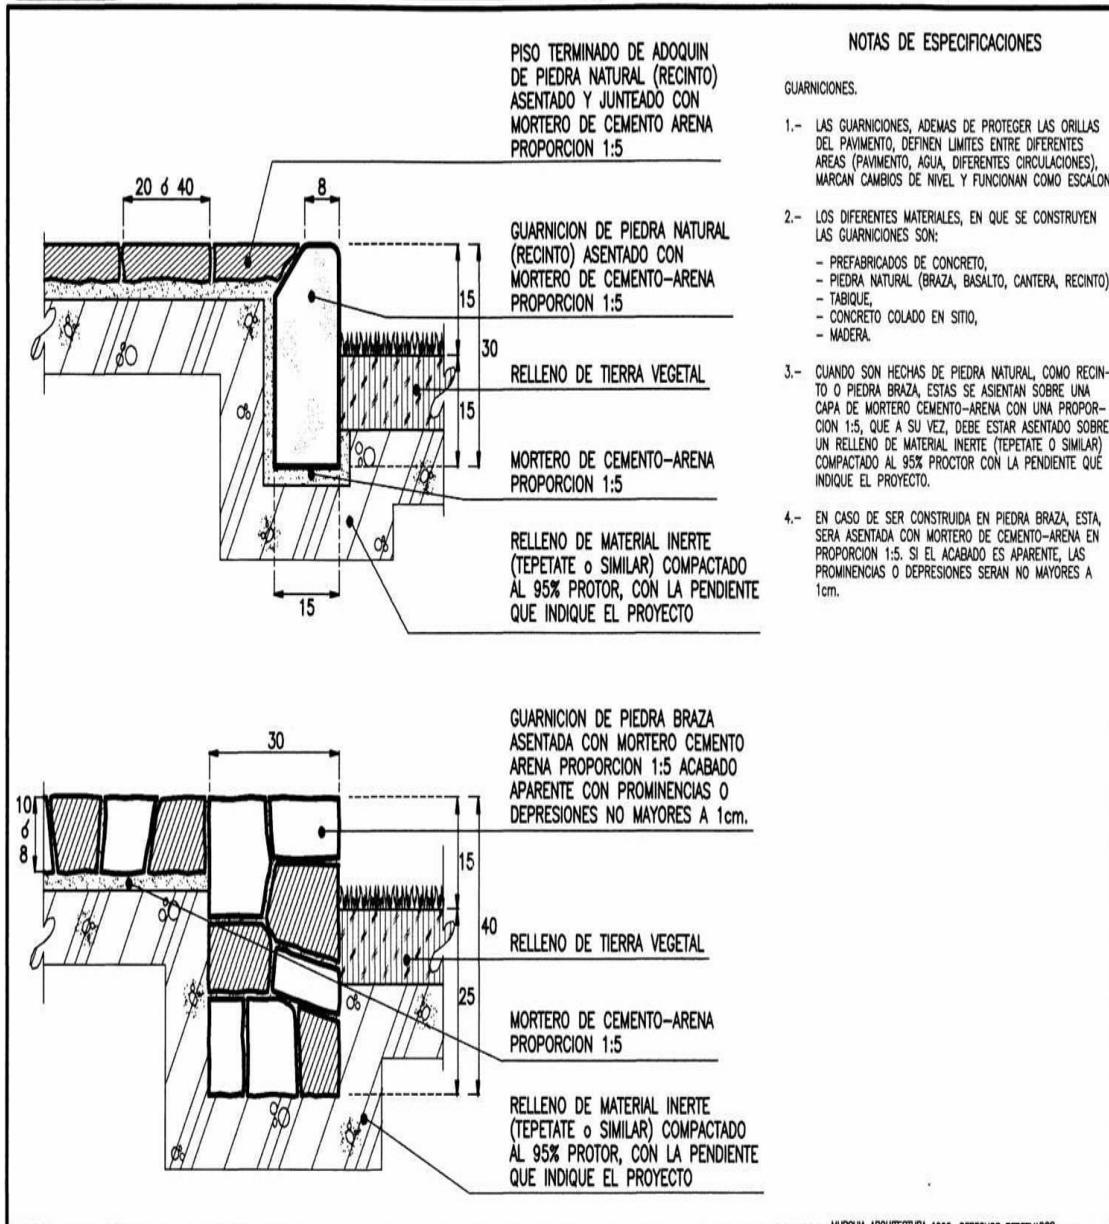 PISO TERMINADO DE ADOQUIN
DE PIEDRA NATURAL (RECINTO)
ASENTADO Y JUNTEADO CON
MORTERO DE CEMENTO ARENA
PROPORCION 1:5
20 ó 40
8
GUARNICION DE PIEDRA NATURAL
(RECINTO) ASENTADO CON
MORTERO DE CEMENTO-ARENA
PROPORCION 1:5
15
30
RELLENO DE TIERRA VEGETAL
15
MORTERO DE CEMENTO-ARENA
PROPORCION 1:5
RELLENO DE MATERIAL INERTE
(TEPETATE o SIMILAR) COMPACTADO
AL 95% PROTOR, CON LA PENDIENTE
QUE INDIQUE EL PROYECTO
15
GUARNICION DE PIEDRA BRAZA
ASENTADA CON MORTERO CEMENTO
ARENA PROPORCION 1:5 ACABADO
APARENTE CON PROMINENCIAS O
DEPRESIONES NO MAYORES A 1cm.
30
10
ó
8
15
40
RELLENO DE TIERRA VEGETAL
25
MORTERO DE CEMENTO-ARENA
PROPORCION 1:5
RELLENO DE MATERIAL INERTE
(TEPETATE o SIMILAR) COMPACTADO
AL 95% PROTOR, CON LA PENDIENTE
QUE INDIQUE EL PROYECTO
NOTAS DE ESPECIFICACIONES
GUARNICIONES.
1.- LAS GUARNICIONES, ADEMAS DE PROTEGER LAS ORILLAS
DEL PAVIMENTO, DEFINEN LIMITES ENTRE DIFERENTES
AREAS (PAVIMENTO, AGUA, DIFERENTES CIRCULACIONES),
MARCAN CAMBIOS DE NIVEL Y FUNCIONAN COMO ESCALON
2.- LOS DIFERENTES MATERIALES, EN QUE SE CONSTRUYEN
LAS GUARNICIONES SON:
- PREFABRICADOS DE CONCRETO,
- PIEDRA NATURAL (BRAZA, BASALTO, CANTERA, RECINTO)
- TABIQUE,
- CONCRETO COLADO EN SITIO,
- MADERA.
3.- CUANDO SON HECHAS DE PIEDRA NATURAL, COMO RECIN-
TO O PIEDRA BRAZA, ESTAS SE ASIENTAN SOBRE UNA
CAPA DE MORTERO CEMENTO-ARENA CON UNA PROPOR-
CION 1:5, QUE A SU VEZ, DEBE ESTAR ASENTADO SOBRE
UN RELLENO DE MATERIAL INERTE (TEPETATE O SIMILAR)
COMPACTADO AL 95% PROCTOR CON LA PENDIENTE QUE
INDIQUE EL PROYECTO.
4.- EN CASO DE SER CONSTRUIDA EN PIEDRA BRAZA, ESTA,
SERA ASENTADA CON MORTERO DE CEMENTO-ARENA EN
PROPORCION 1:5. SI EL ACABADO ES APARENTE, LAS
PROMINENCIAS O DEPRESIONES SERAN NO MAYORES A
1cm.